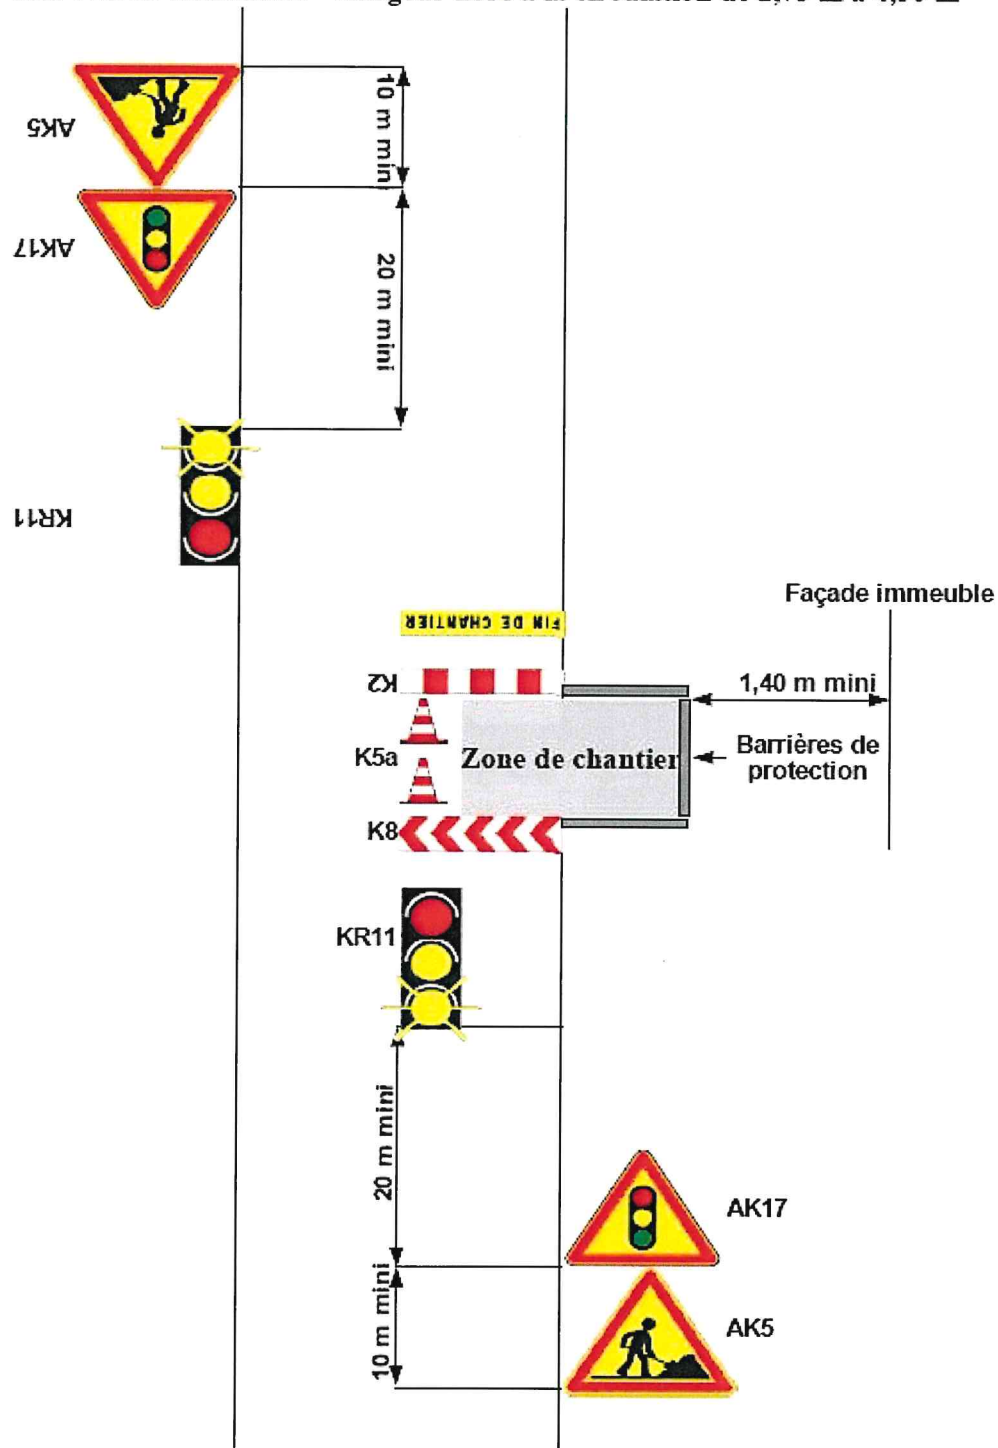 10 m mini
AK5
AK17
20 m mini
KR11
Façade immeuble
FIN DE CHANTIER
K2
1,40 m mini
K5a
Zone de chantier
Barrières de
protection
K8
KR11
20 m mini
AK17
10 m mini
AK5